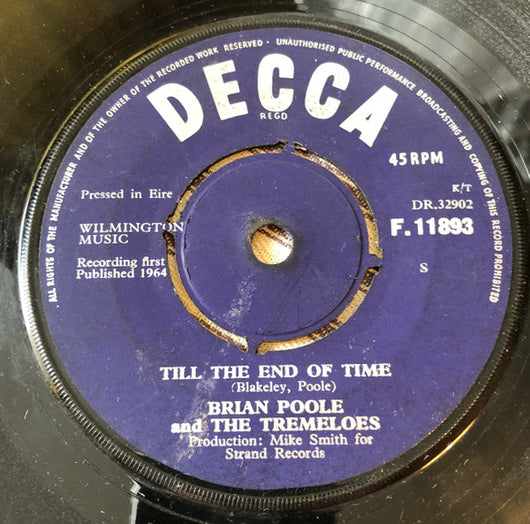 ALL RIGHTS OF THE MANUFACTURER AND OF THE OWNER OF THE RECORDED WORK RESERVED · UNAUTHORISED PUBLIC PERFORMANCE BROADCASTING AND COPYING OF THIS RECORD PROHIBITED
DECCA
REGD
45 RPM
Pressed in Eire
K/T
DR.32902
WILMINGTON
MUSIC
F.11893
Recording first
Published 1964
S
TILL THE END OF TIME
(Blakeley, Poole)
BRIAN POOLE
and THE TREMELOES
Production: Mike Smith for
Strand Records